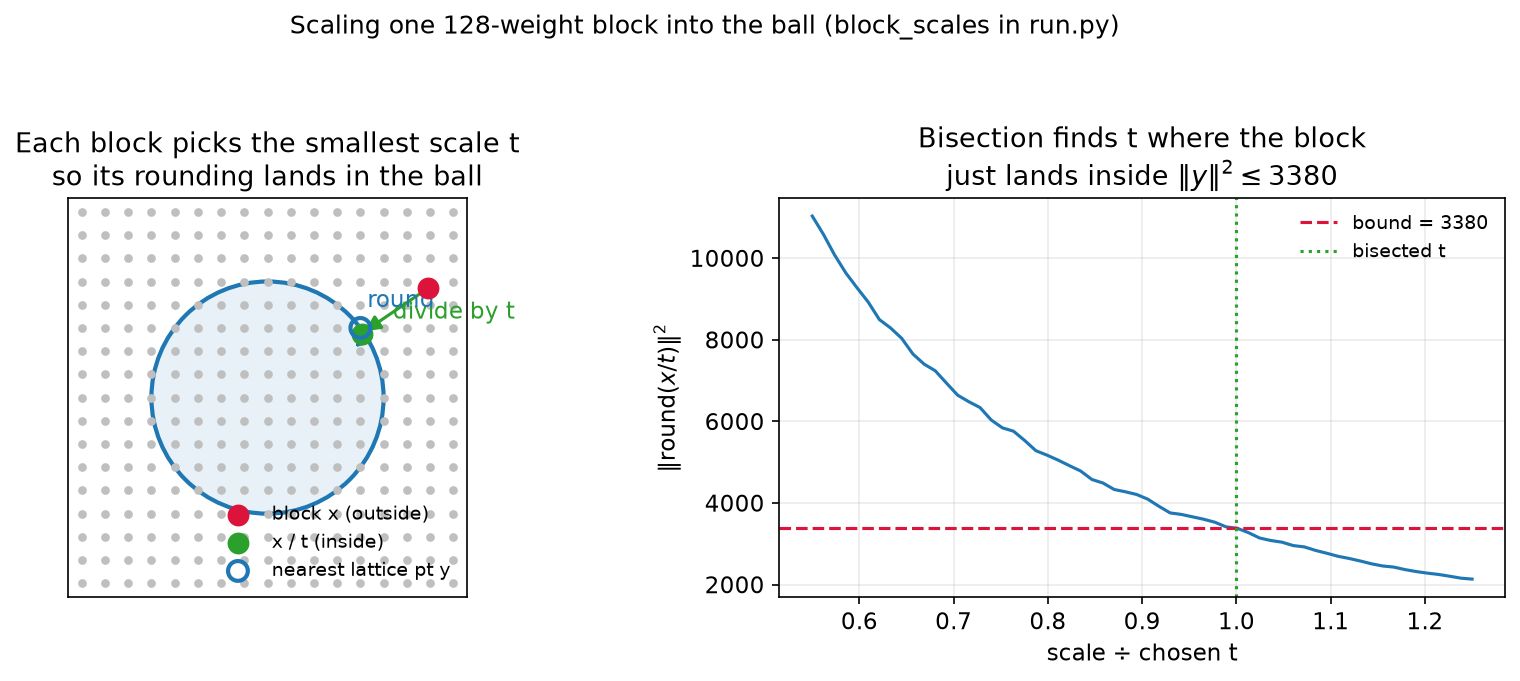 Scaling one 128-weight block into the ball (block_scales in run.py)
Each block picks the smallest scale t
so its rounding lands in the ball
round
divide by t
block x (outside)
x / t (inside)
nearest lattice pt y
Bisection finds t where the block
just lands inside ‖y‖² ≤ 3380
‖round(x/t)‖²
10000
8000
6000
4000
2000
bound = 3380
bisected t
0.6 0.7 0.8 0.9 1.0 1.1 1.2
scale ÷ chosen t